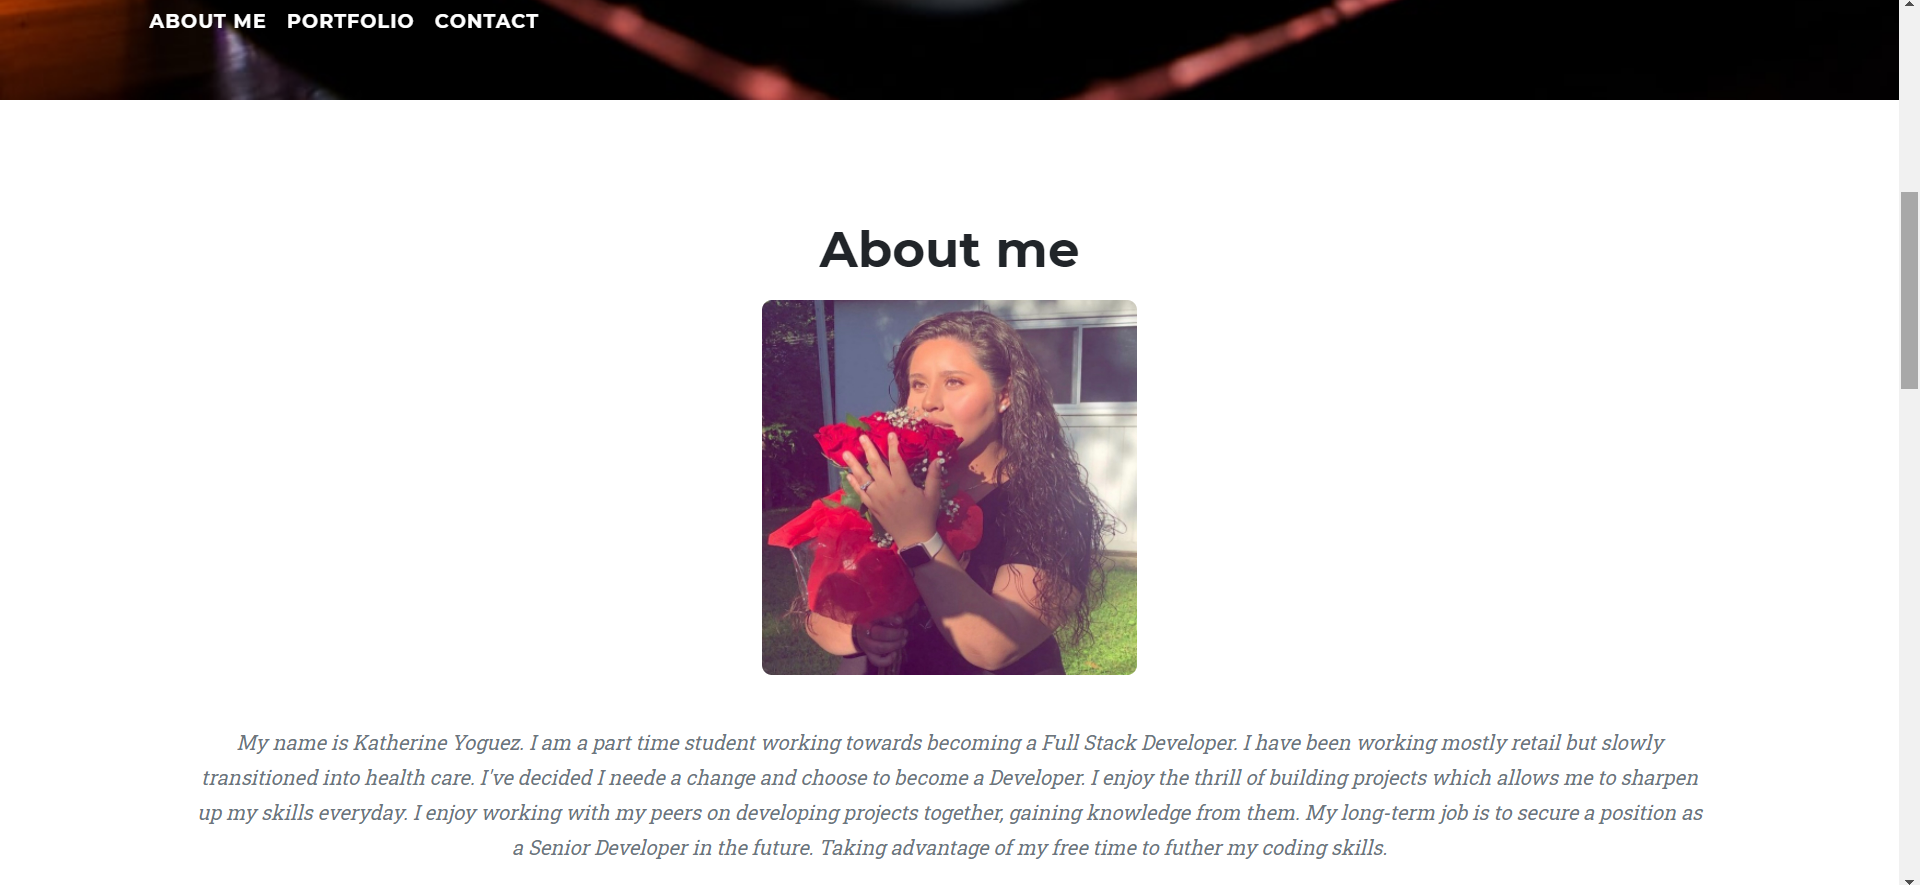 ABOUT ME PORTFOLIO CONTACT
About me
My name is Katherine Yoguez. I am a part time student working towards becoming a Full Stack Developer. I have been working mostly retail but slowly
transitioned into health care. I've decided I neede a change and choose to become a Developer. I enjoy the thrill of building projects which allows me to sharpen
up my skills everyday. I enjoy working with my peers on developing projects together, gaining knowledge from them. My long-term job is to secure a position as
a Senior Developer in the future. Taking advantage of my free time to futher my coding skills.